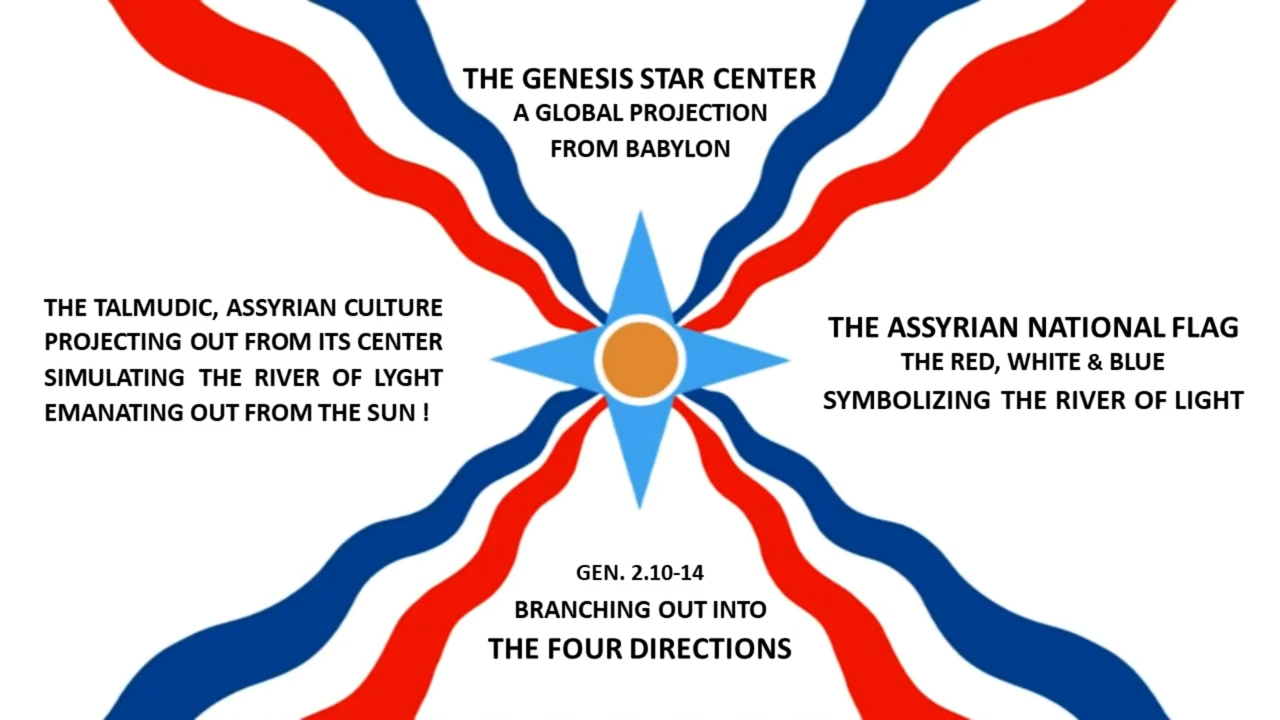 THE GENESIS STAR CENTER
A GLOBAL PROJECTION
FROM BABYLON
THE TALMUDIC, ASSYRIAN CULTURE
PROJECTING OUT FROM ITS CENTER
SIMULATING THE RIVER OF LYGHT
EMANATING OUT FROM THE SUN !
THE ASSYRIAN NATIONAL FLAG
THE RED, WHITE & BLUE
SYMBOLIZING THE RIVER OF LIGHT
GEN. 2.10-14
BRANCHING OUT INTO
THE FOUR DIRECTIONS